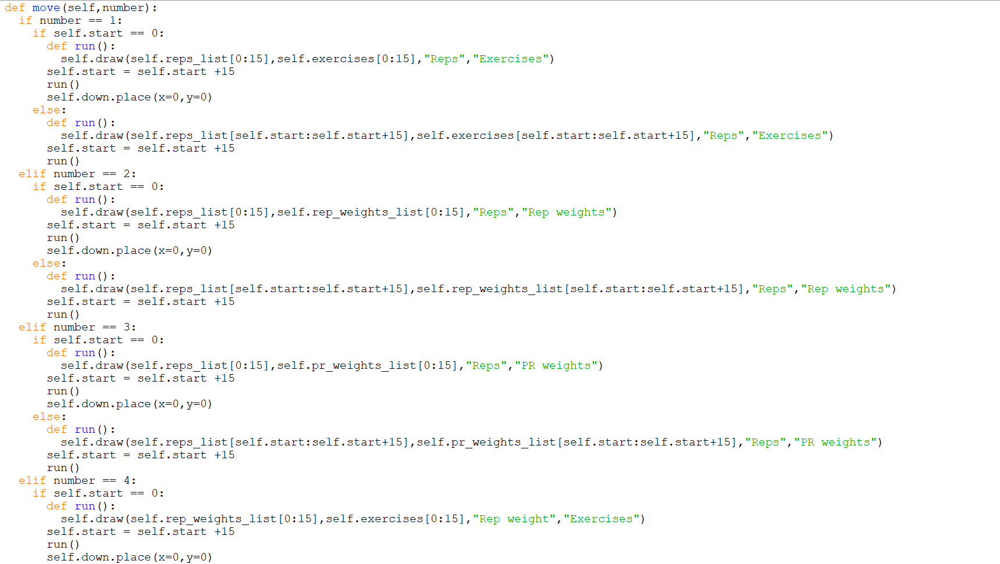 def move(self,number):
  if number == 1:
    if self.start == 0:
      def run():
        self.draw(self.reps_list[0:15],self.exercises[0:15],"Reps","Exercises")
      self.start = self.start +15
      run()
      self.down.place(x=0,y=0)
    else:
      def run():
        self.draw(self.reps_list[self.start:self.start+15],self.exercises[self.start:self.start+15],"Reps","Exercises")
      self.start = self.start +15
      run()
  elif number == 2:
    if self.start == 0:
      def run():
        self.draw(self.reps_list[0:15],self.rep_weights_list[0:15],"Reps","Rep weights")
      self.start = self.start +15
      run()
      self.down.place(x=0,y=0)
    else:
      def run():
        self.draw(self.reps_list[self.start:self.start+15],self.rep_weights_list[self.start:self.start+15],"Reps","Rep weights")
      self.start = self.start +15
      run()
  elif number == 3:
    if self.start == 0:
      def run():
        self.draw(self.reps_list[0:15],self.pr_weights_list[0:15],"Reps","PR weights")
      self.start = self.start +15
      run()
      self.down.place(x=0,y=0)
    else:
      def run():
        self.draw(self.reps_list[self.start:self.start+15],self.pr_weights_list[self.start:self.start+15],"Reps","PR weights")
      self.start = self.start +15
      run()
  elif number == 4:
    if self.start == 0:
      def run():
        self.draw(self.rep_weights_list[0:15],self.exercises[0:15],"Rep weight","Exercises")
      self.start = self.start +15
      run()
      self.down.place(x=0,y=0)